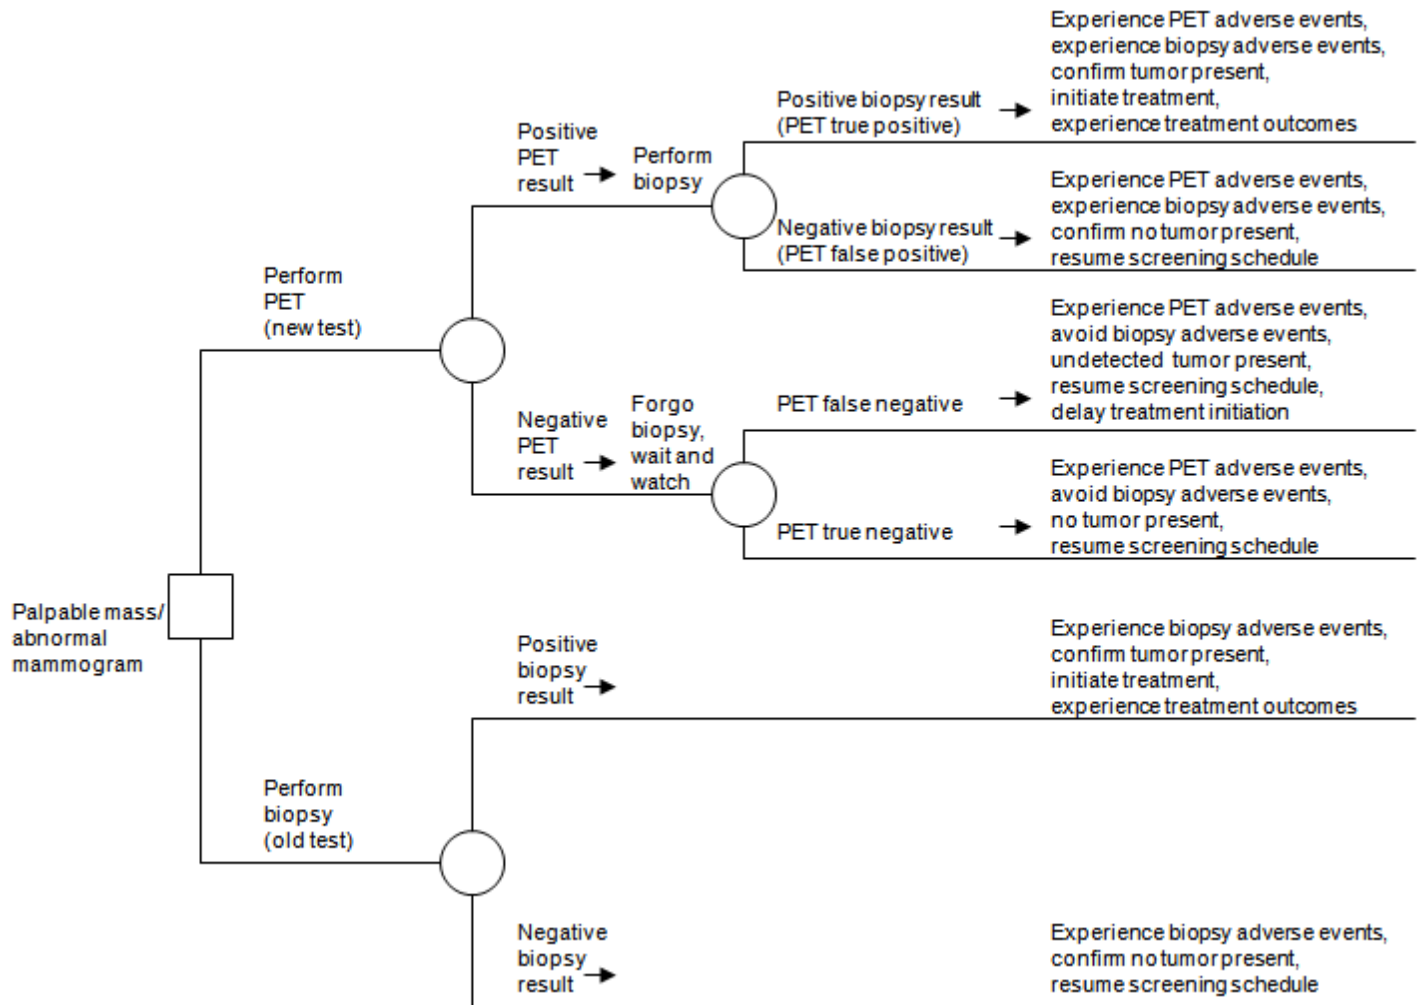 Experience PET adverse events,
experience biopsy adverse events,
confirm tumor present,
initiate treatment,
experience treatment outcomes
Positive biopsy result
(PET true positive)
Positive
PET
result
Perform
biopsy
Experience PET adverse events,
experience biopsy adverse events,
confirm no tumor present,
resume screening schedule
Negative biopsy result
(PET false positive)
Perform
PET
(new test)
Experience PET adverse events,
avoid biopsy adverse events,
undetected tumor present,
resume screening schedule,
delay treatment initiation
PET false negative
Negative
PET
result
Forgo
biopsy,
wait and
watch
Experience PET adverse events,
avoid biopsy adverse events,
no tumor present,
resume screening schedule
PET true negative
Palpable mass/
abnormal
mammogram
Positive
biopsy
result
Experience biopsy adverse events,
confirm tumor present,
initiate treatment,
experience treatment outcomes
Perform
biopsy
(old test)
Negative
biopsy
result
Experience biopsy adverse events,
confirm no tumor present,
resume screening schedule